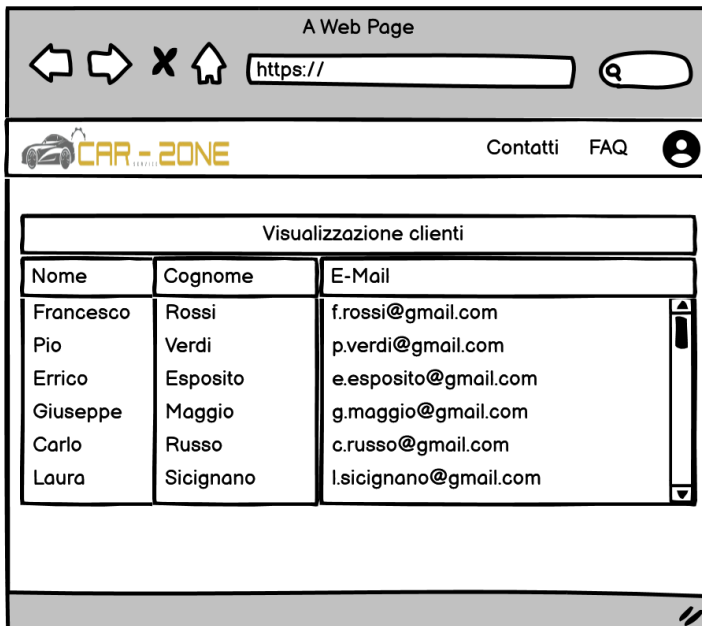 A Web Page
https://
CAR - ZONE
SERVICE
Contatti FAQ
Visualizzazione clienti
Nome Cognome E-Mail
Francesco Rossi f.rossi@gmail.com
Pio Verdi p.verdi@gmail.com
Errico Esposito e.esposito@gmail.com
Giuseppe Maggio g.maggio@gmail.com
Carlo Russo c.russo@gmail.com
Laura Sicignano l.sicignano@gmail.com